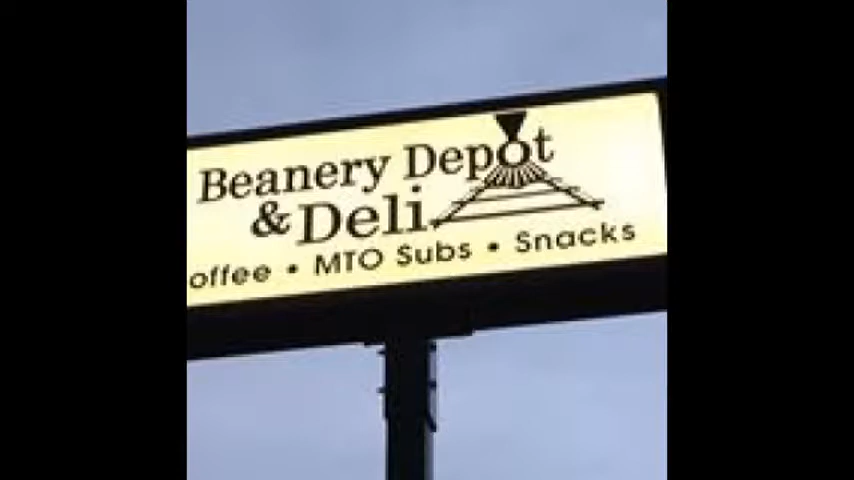 Beanery Depot
& Deli
offee • MTO Subs • Snacks